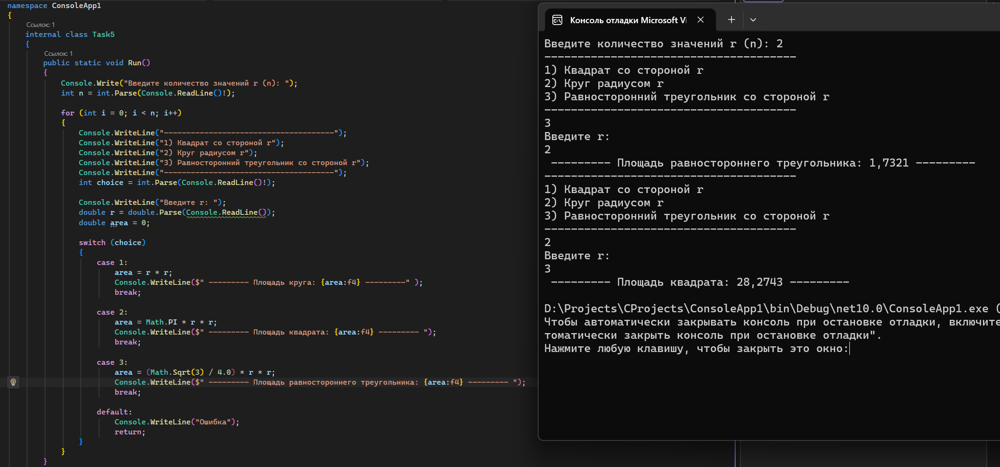 namespace ConsoleApp1
{
Ссылок: 1
internal class Task5
{
Ссылок: 1
public static void Run()
{
Console.Write("Введите количество значений r (n): ");
int n = int.Parse(Console.ReadLine()!);
for (int i = 0; i < n; i++)
{
Console.WriteLine("--------------------------------------");
Console.WriteLine("1) Квадрат со стороной r");
Console.WriteLine("2) Круг радиусом r");
Console.WriteLine("3) Равносторонний треугольник со стороной r");
Console.WriteLine("--------------------------------------");
int choice = int.Parse(Console.ReadLine()!);
Console.WriteLine("Введите r: ");
double r = double.Parse(Console.ReadLine());
double area = 0;
switch (choice)
{
case 1:
area = r * r;
Console.WriteLine($" --------- Площадь круга: {area:f4} ---------" );
break;
case 2:
area = Math.PI * r * r;
Console.WriteLine($" --------- Площадь квадрата: {area:f4} --------- ");
break;
case 3:
area = (Math.Sqrt(3) / 4.0) * r * r;
Console.WriteLine($" --------- Площадь равностороннего треугольника: {area:f4} --------- ");
break;
default:
Console.WriteLine("Ошибка");
return;
}
}
}
Консоль отладки Microsoft Vi
Введите количество значений r (n): 2
--------------------------------------
1) Квадрат со стороной r
2) Круг радиусом r
3) Равносторонний треугольник со стороной r
--------------------------------------
3
Введите r:
2
--------- Площадь равностороннего треугольника: 1,7321 ---------
--------------------------------------
1) Квадрат со стороной r
2) Круг радиусом r
3) Равносторонний треугольник со стороной r
--------------------------------------
2
Введите r:
3
--------- Площадь квадрата: 28,2743 ---------
D:\Projects\CProjects\ConsoleApp1\bin\Debug\net10.0\ConsoleApp1.exe (
Чтобы автоматически закрывать консоль при остановке отладки, включите
томатически закрыть консоль при остановке отладки".
Нажмите любую клавишу, чтобы закрыть это окно: